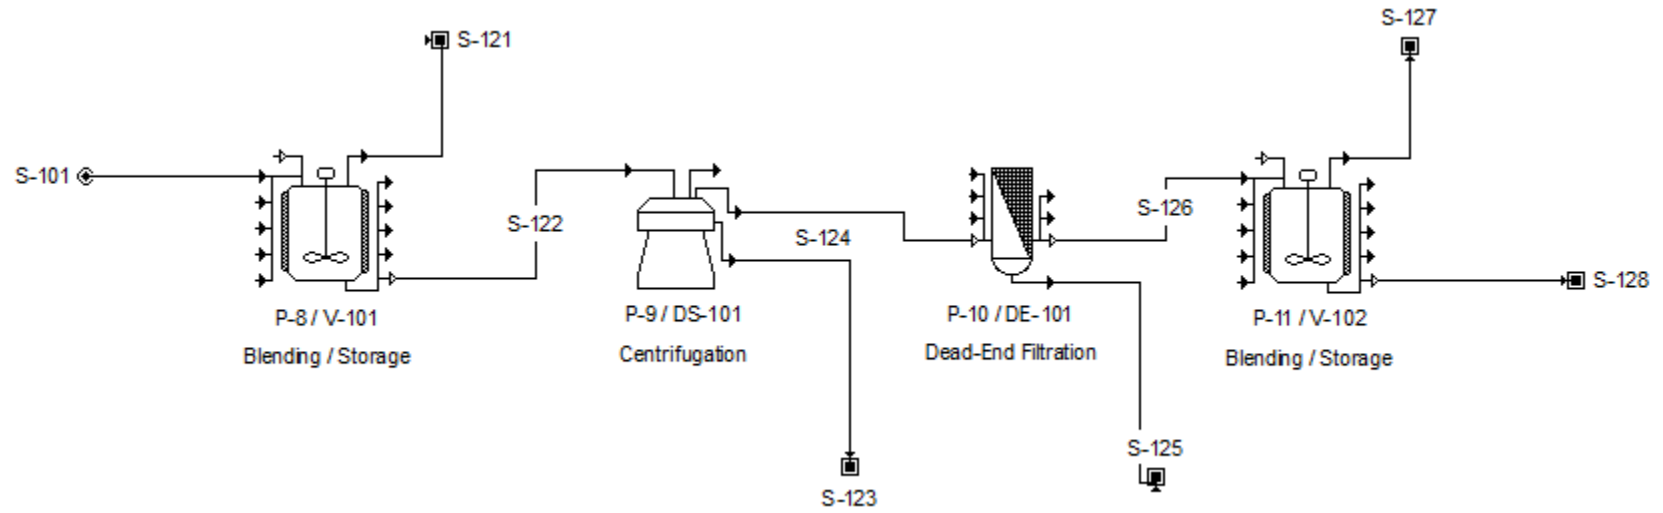 S-127
S-121
S-101
S-122
S-124
S-126
S-128
P-8 / V-101
Blending / Storage
P-9 / DS-101
Centrifugation
P-10 / DE-101
Dead-End Filtration
P-11 / V-102
Blending / Storage
S-125
S-123